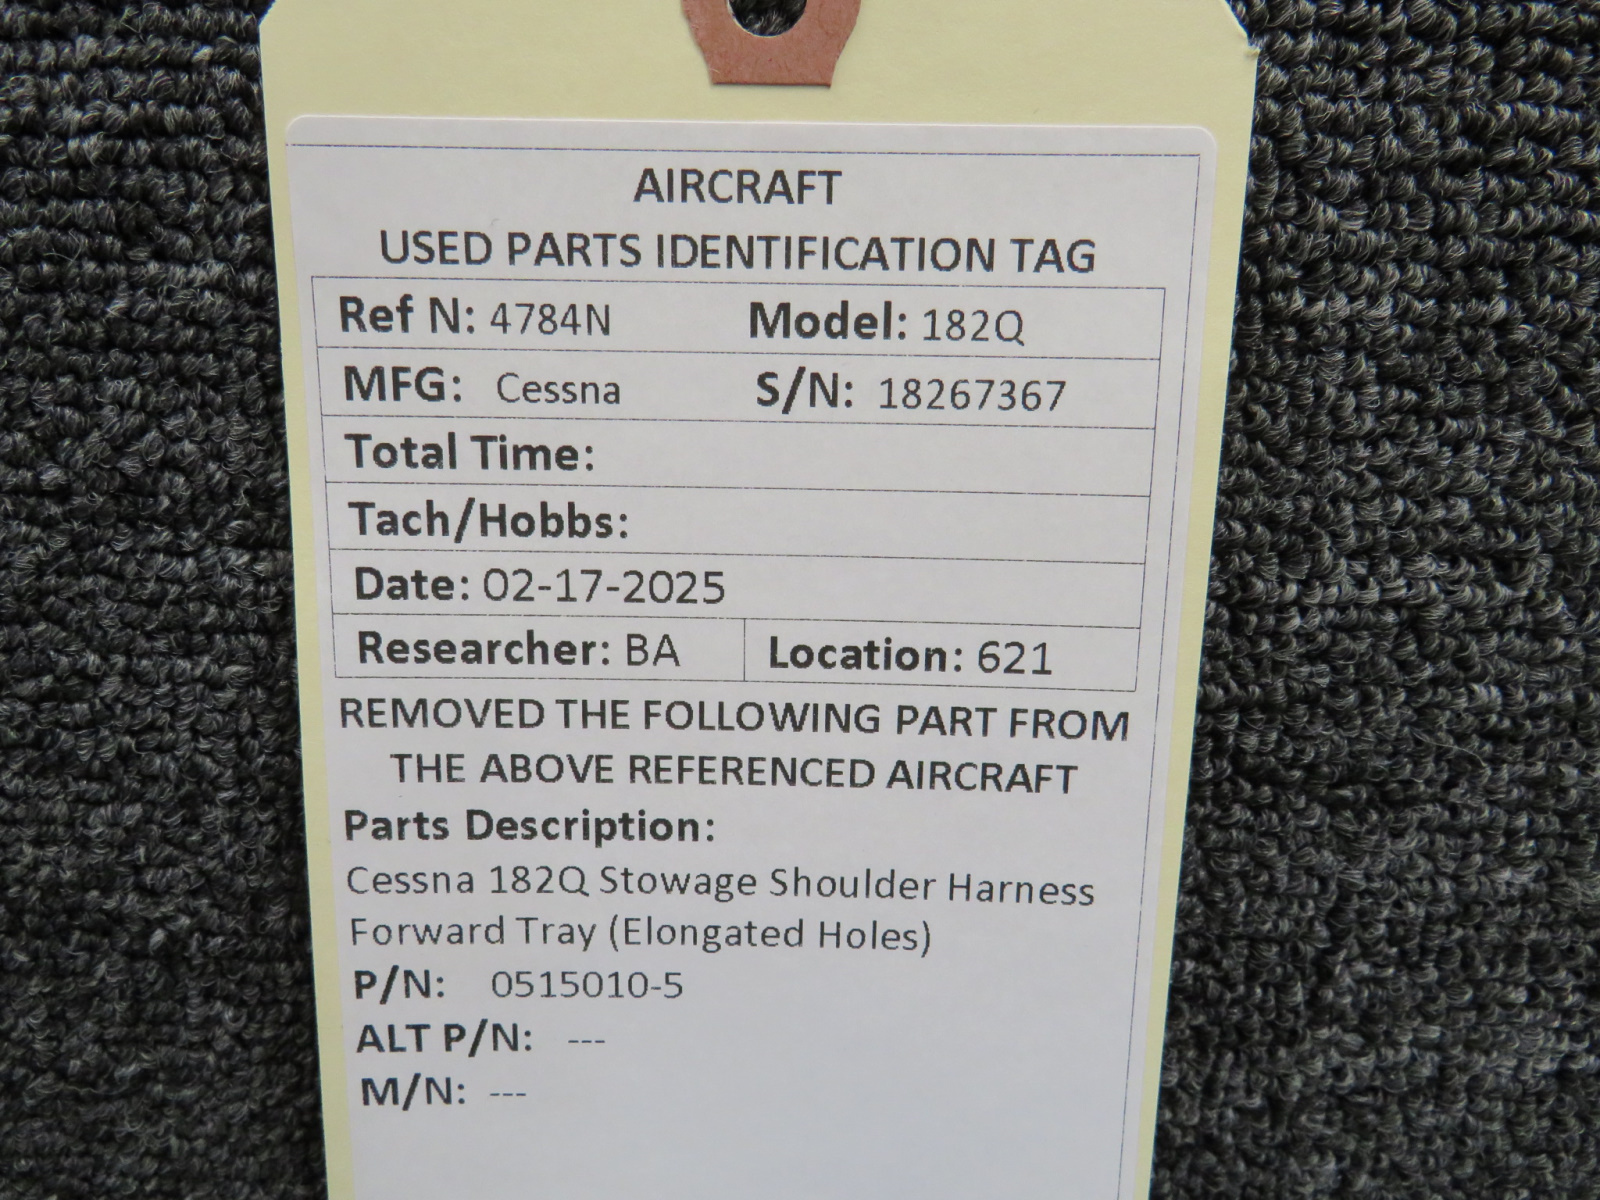 AIRCRAFT
USED PARTS IDENTIFICATION TAG
Ref N: 4784N Model: 182Q
MFG: Cessna S/N: 18267367
Total Time:
Tach/Hobbs:
Date: 02-17-2025
Researcher: BA Location: 621
REMOVED THE FOLLOWING PART FROM
THE ABOVE REFERENCED AIRCRAFT
Parts Description:
Cessna 182Q Stowage Shoulder Harness
Forward Tray (Elongated Holes)
P/N: 0515010-5
ALT P/N: ---
M/N: ---